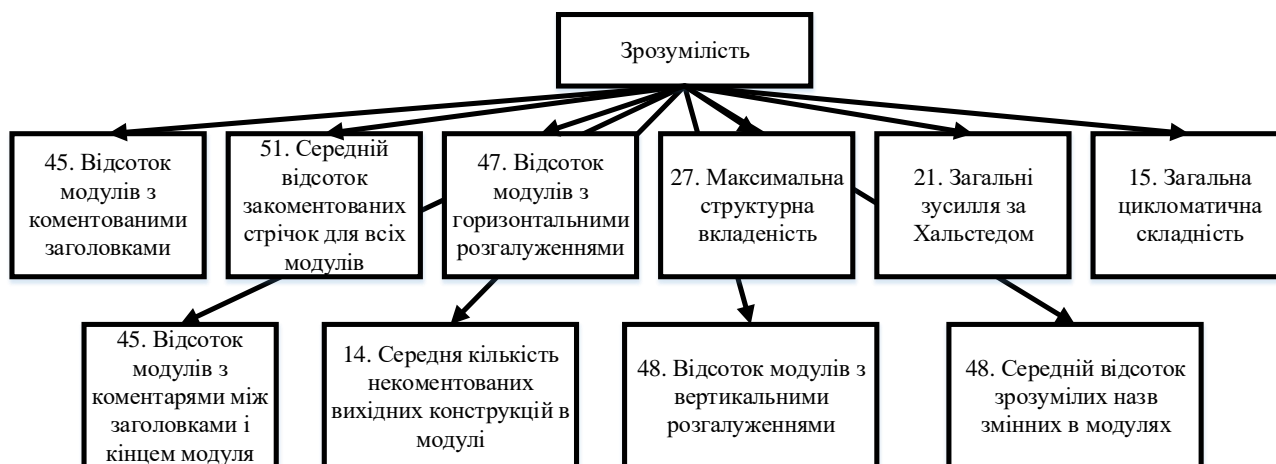 Зрозумілість
45. Відсоток
модулів з
коментованими
заголовками
51. Середній
відсоток
закоментованих
стрічок для всіх
модулів
47. Відсоток
модулів з
горизонтальними
розгалуженнями
27. Максимальна
структурна
вкладеність
21. Загальні
зусилля за
Хальстедом
15. Загальна
цикломатична
складність
45. Відсоток
модулів з
коментарями між
заголовками і
кінцем модуля
14. Середня кількість
некоментованих
вихідних конструкцій в
модулі
48. Відсоток модулів з
вертикальними
розгалуженнями
48. Середній відсоток
зрозумілих назв
змінних в модулях